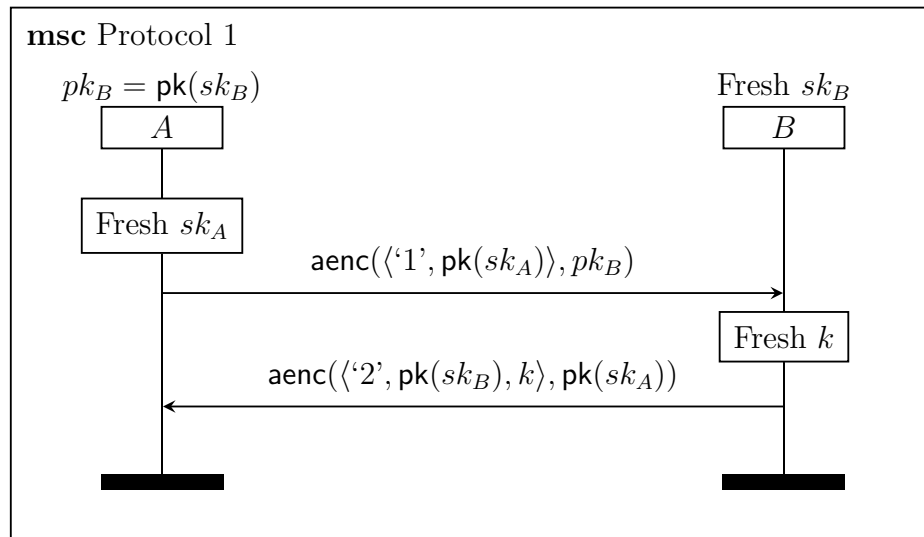 msc Protocol 1
pk_B = pk(sk_B)
Fresh sk_B
A
B
Fresh sk_A
aenc(⟨‘1’, pk(sk_A)⟩, pk_B)
Fresh k
aenc(⟨‘2’, pk(sk_B), k⟩, pk(sk_A))